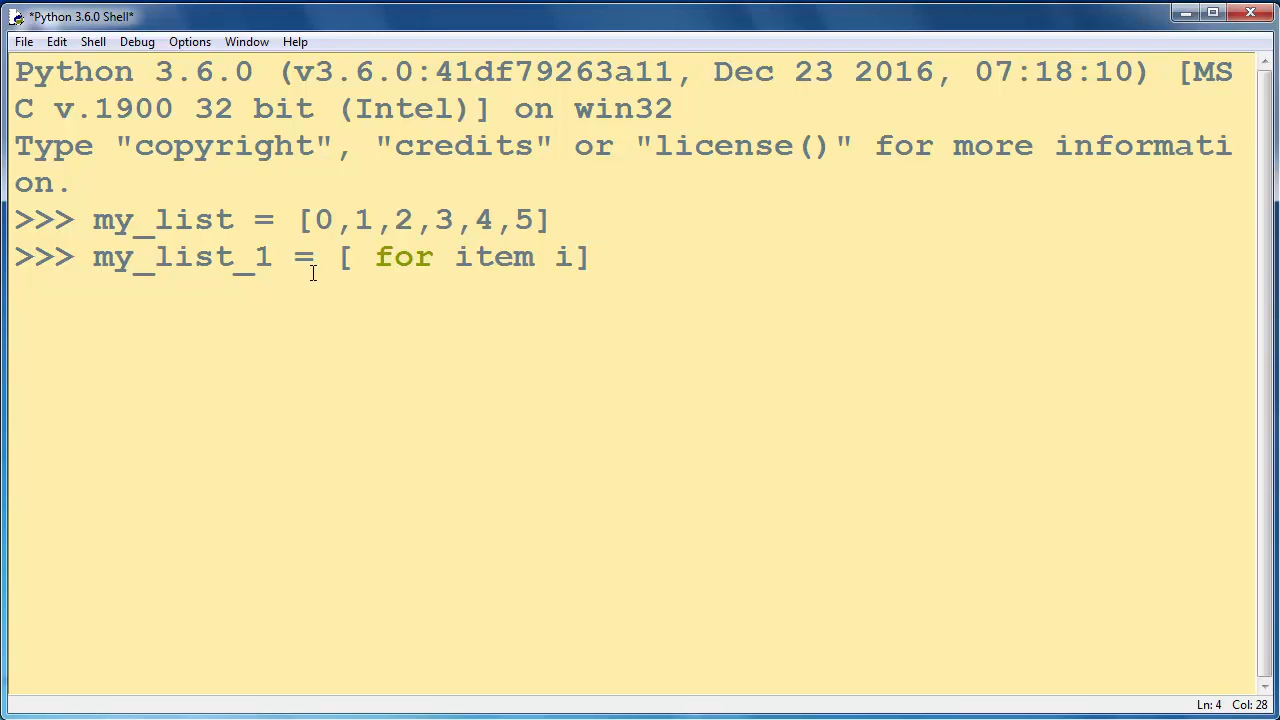 *Python 3.6.0 Shell*
File Edit Shell Debug Options Window Help
Python 3.6.0 (v3.6.0:41df79263a11, Dec 23 2016, 07:18:10) [MS
C v.1900 32 bit (Intel)] on win32
Type "copyright", "credits" or "license()" for more informati
on.
>>> my_list = [0,1,2,3,4,5]
>>> my_list_1 = [ for item i]
Ln: 4 Col: 28